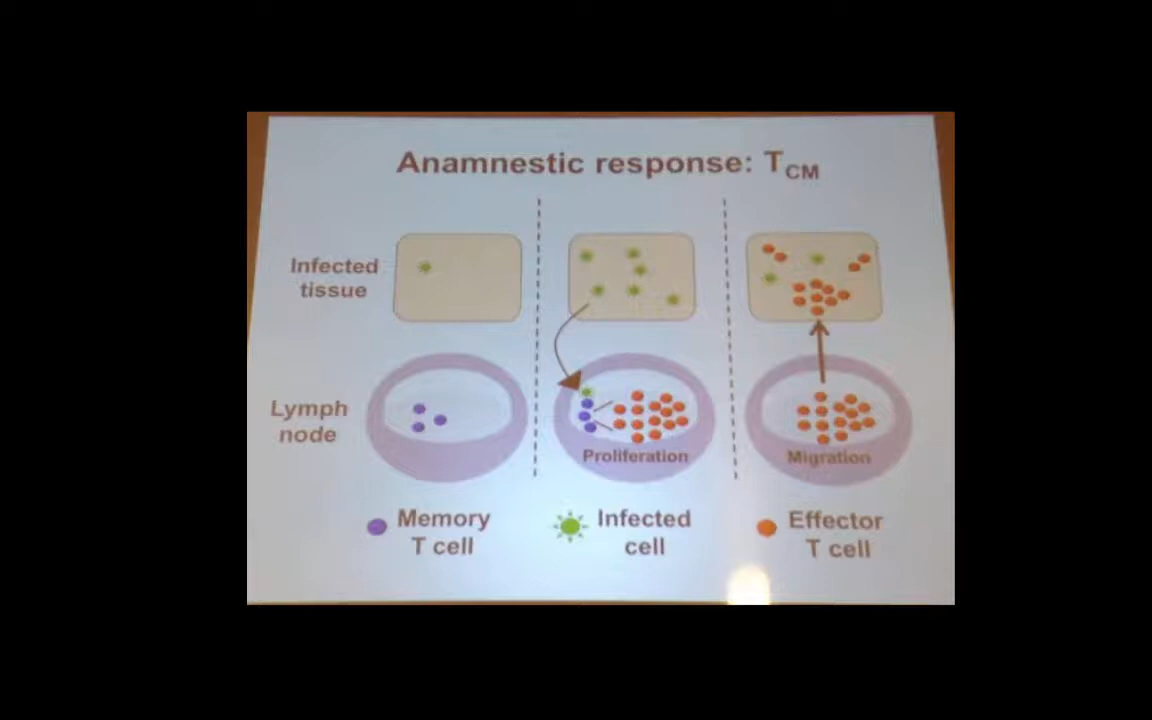 Anamnestic response: TCM
Infected
tissue
Lymph
node
Proliferation
Migration
Memory
T cell
Infected
cell
Effector
T cell